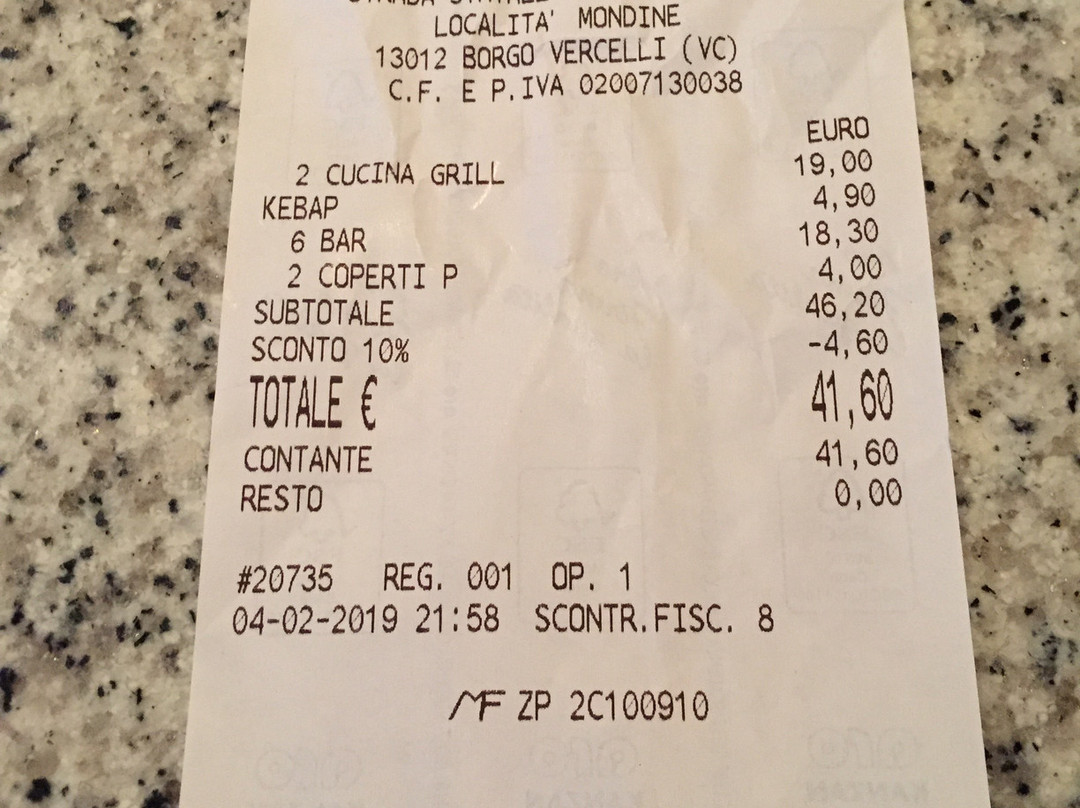 LOCALITA' MONDINE
13012 BORGO VERCELLI (VC)
C.F. E P.IVA 02007130038
EURO
2 CUCINA GRILL 19,00
KEBAP 4,90
6 BAR 18,30
2 COPERTI P 4,00
SUBTOTALE 46,20
SCONTO 10% -4,60
TOTALE € 41,60
CONTANTE 41,60
RESTO 0,00
#20735 REG. 001 OP. 1
04-02-2019 21:58 SCONTR.FISC. 8
MF ZP 2C100910